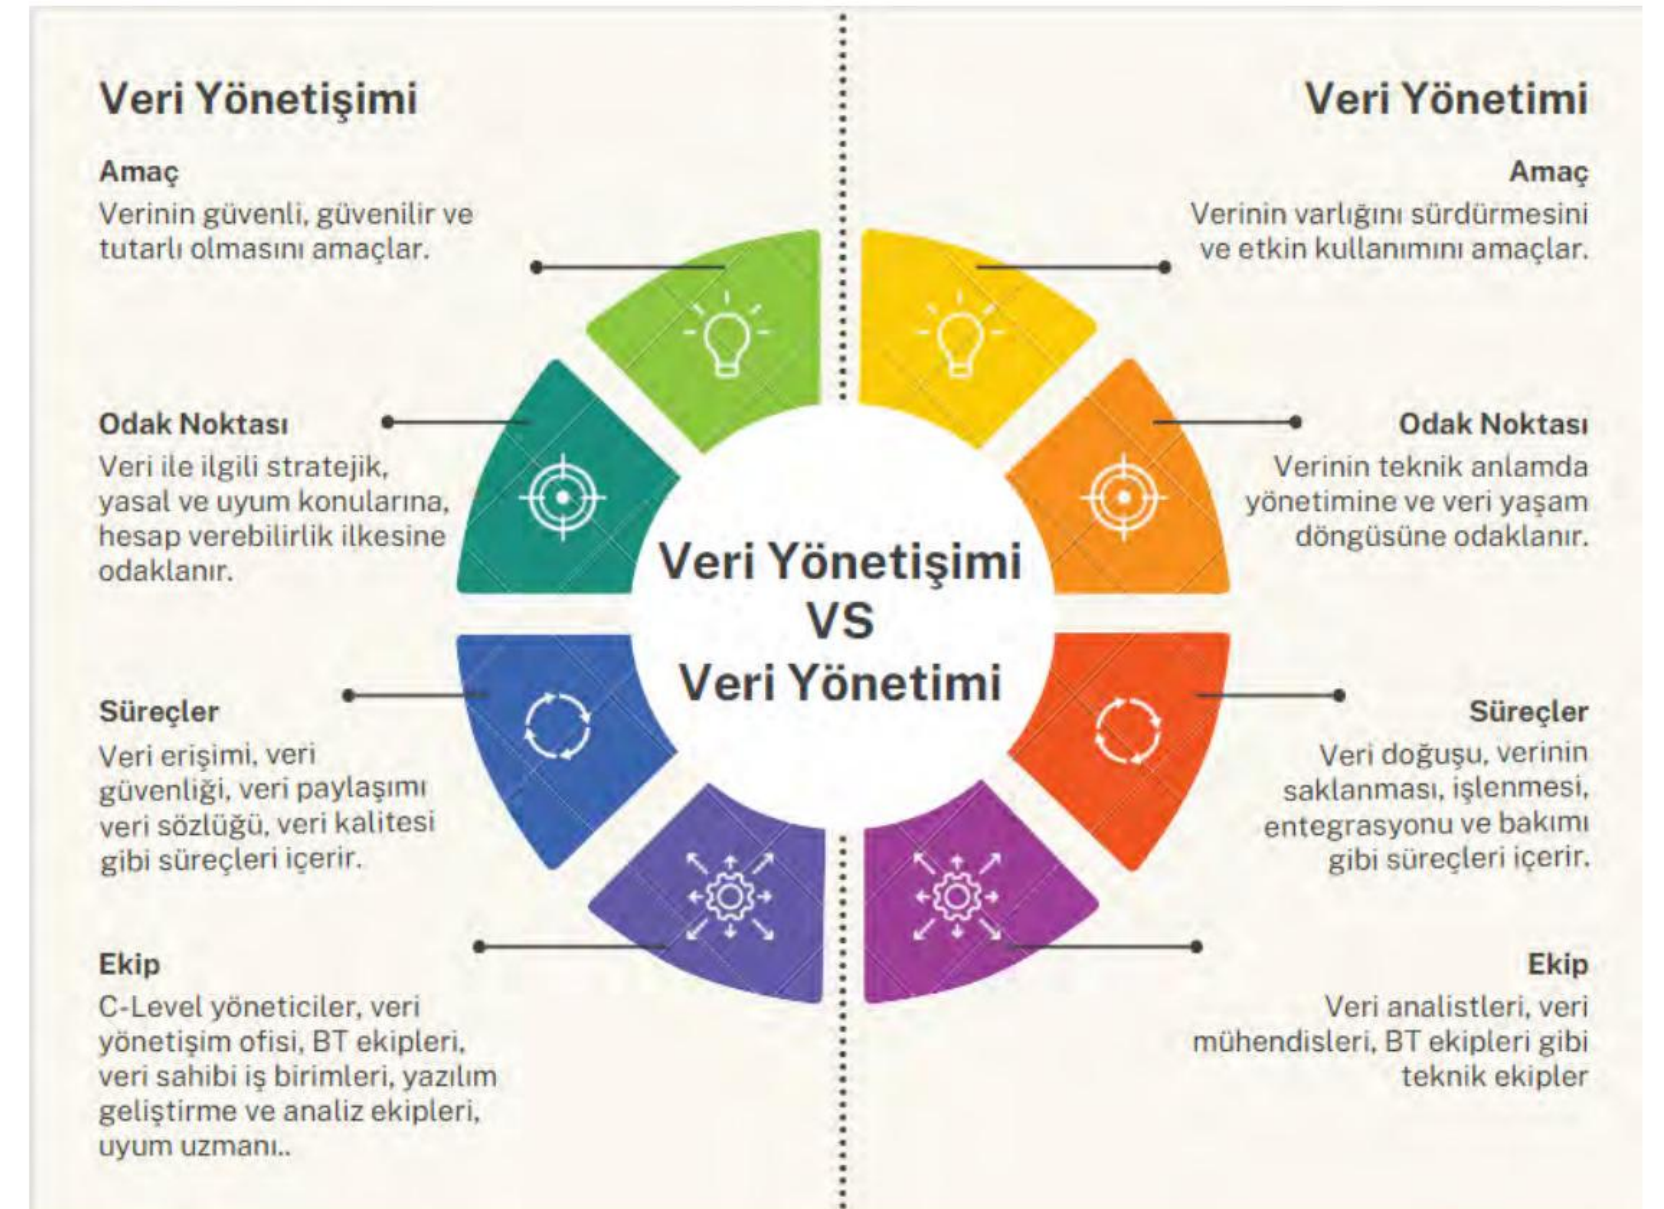 Veri Yönetişimi
Amaç
Verinin güvenli, güvenilir ve
tutarlı olmasını amaçlar.
Odak Noktası
Veri ile ilgili stratejik,
yasal ve uyum konularına,
hesap verebilirlik ilkesine
odaklanır.
Süreçler
Veri erişimi, veri
güvenliği, veri paylaşımı
veri sözlüğü, veri kalitesi
gibi süreçleri içerir.
Ekip
C-Level yöneticiler, veri
yönetişim ofisi, BT ekipleri,
veri sahibi iş birimleri, yazılım
geliştirme ve analiz ekipleri,
uyum uzmanı..
Veri Yönetişimi
VS
Veri Yönetimi
Veri Yönetimi
Amaç
Verinin varlığını sürdürmesini
ve etkin kullanımını amaçlar.
Odak Noktası
Verinin teknik anlamda
yönetimine ve veri yaşam
döngüsüne odaklanır.
Süreçler
Veri doğuşu, verinin
saklanması, işlenmesi,
entegrasyonu ve bakımı
gibi süreçleri içerir.
Ekip
Veri analistleri, veri
mühendisleri, BT ekipleri gibi
teknik ekipler